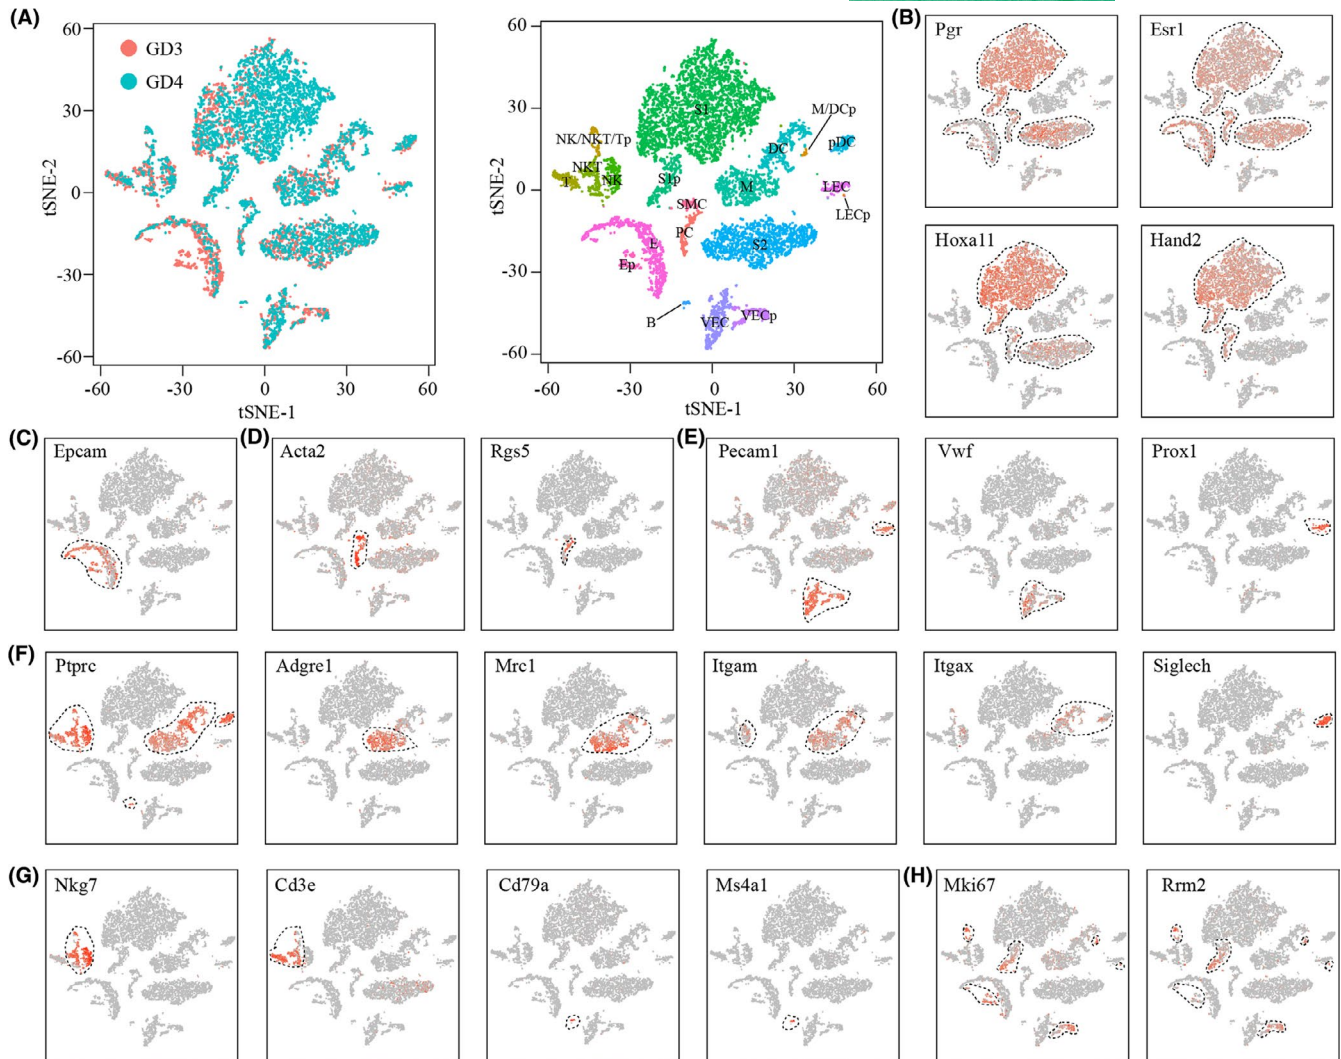 (A)
60
30
0
-30
-60
tSNE-2
GD3
GD4
-60 -30 0 30 60
tSNE-1
60
30
0
-30
-60
S1
M/DCp
NK/NKT/Tp
DC
pDC
NKT
T
NK
S1p
M
LEC
SMC
LECp
PC
E
S2
Ep
B
VEC
VECp
-60 -30 0 30 60
tSNE-1
(B)
Pgr
Esr1
Hoxa11
Hand2
(C)
Epcam
(D)
Acta2
Rgs5
(E)
Pecam1
Vwf
Prox1
(F)
Ptprc
Adgre1
Mrc1
Itgam
Itgax
Siglech
(G)
Nkg7
Cd3e
Cd79a
Ms4a1
(H)
Mki67
Rrm2